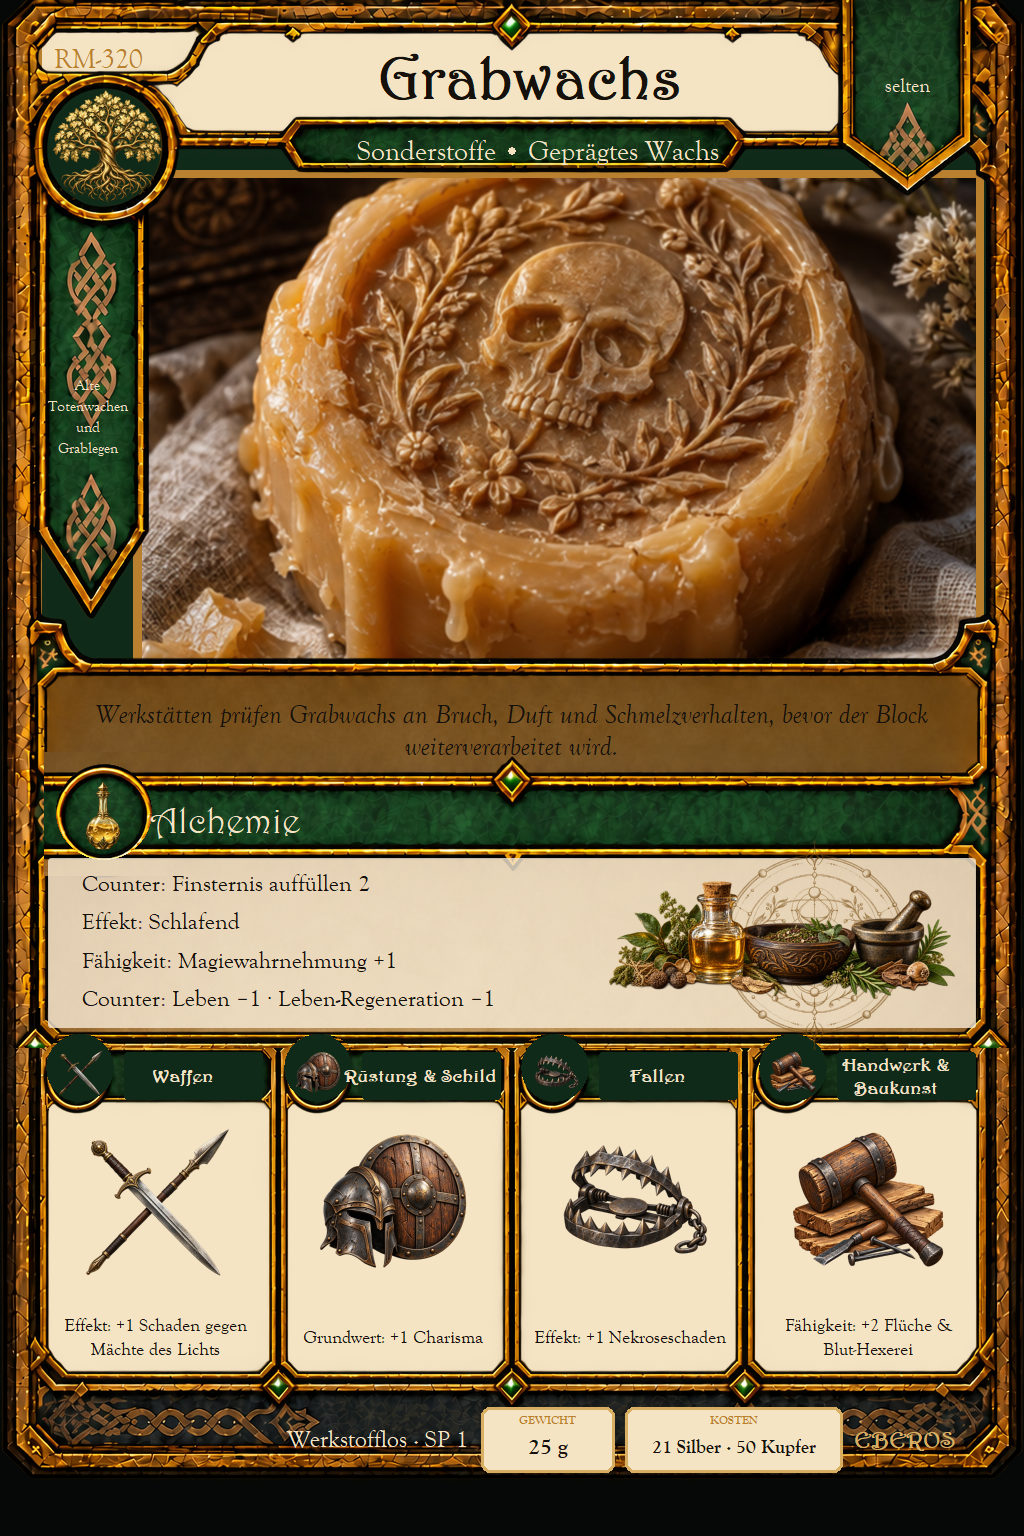 RM-320
Grabwachs
selten
Sonderstoffe • Geprägtes Wachs
Alte
Totenwachen
und
Grablegen
Werkstätten prüfen Grabwachs an Bruch, Duft und Schmelzverhalten, bevor der Block
weiterverarbeitet wird.
Alchemie
Counter: Finsternis auffüllen 2
Effekt: Schlafend
Fähigkeit: Magiewahrnehmung +1
Counter: Leben −1 · Leben-Regeneration −1
Waffen
Effekt: +1 Schaden gegen
Mächte des Lichts
Rüstung & Schild
Grundwert: +1 Charisma
Fallen
Effekt: +1 Nekroseschaden
Handwerk &
Baukunst
Fähigkeit: +2 Flüche &
Blut-Hexerei
Werkstofflos · SP 1
GEWICHT
25 g
KOSTEN
21 Silber · 50 Kupfer
EBEROS